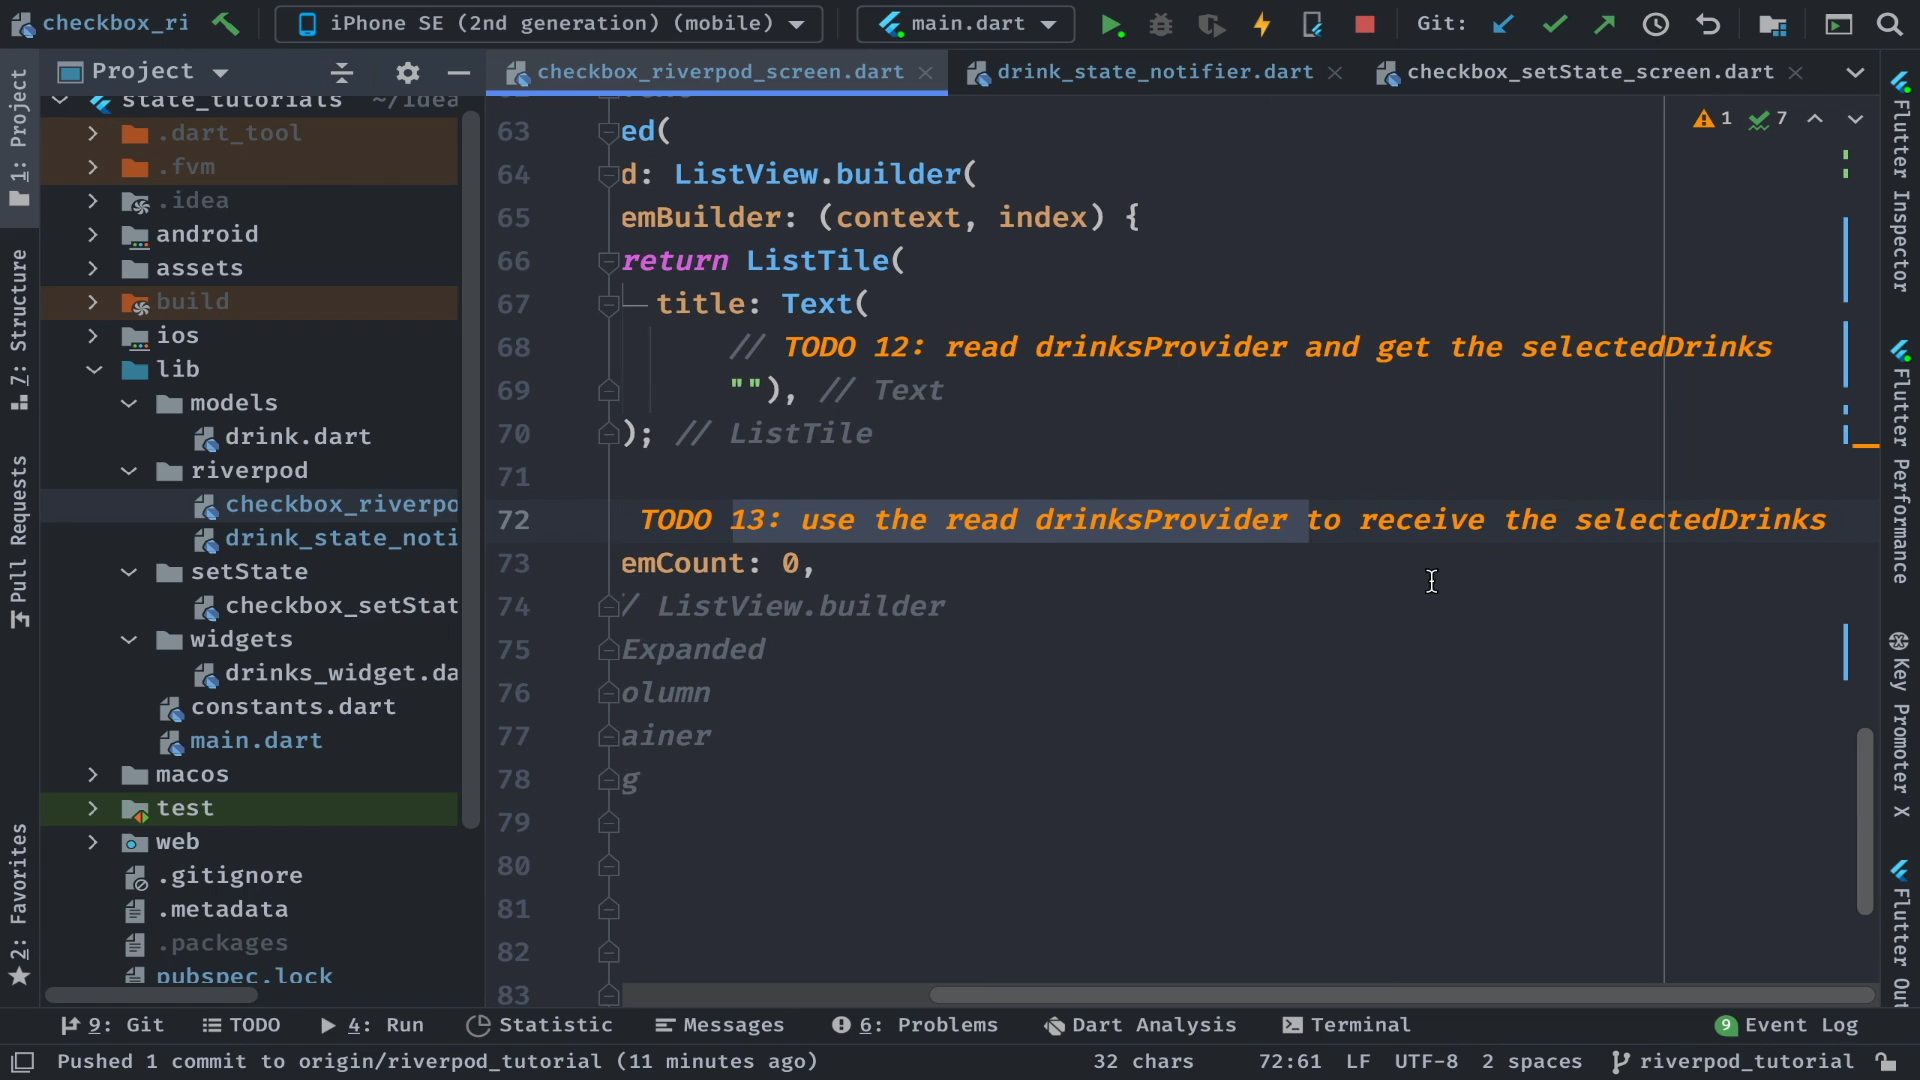 checkbox_ri
iPhone SE (2nd generation) (mobile)
main.dart
Git:
Project
checkbox_riverpod_screen.dart
drink_state_notifier.dart
checkbox_setState_screen.dart
1: Project
7: Structure
Pull Requests
2: Favorites
state_tutorials ~/Idea
.dart_tool
.fvm
.idea
android
assets
build
ios
lib
models
drink.dart
riverpod
checkbox_riverpo
drink_state_noti
setState
checkbox_setStat
widgets
drinks_widget.da
constants.dart
main.dart
macos
test
web
.gitignore
.metadata
.packages
pubspec.lock
1 7
63 ed(
64 d: ListView.builder(
65 emBuilder: (context, index) {
66 return ListTile(
67 title: Text(
68 // TODO 12: read drinksProvider and get the selectedDrinks
69 ""), // Text
70 ); // ListTile
71
72 TODO 13: use the read drinksProvider to receive the selectedDrinks
73 emCount: 0,
74 / ListView.builder
75 Expanded
76 olumn
77 ainer
78 g
79
80
81
82
83
Flutter Inspector
Flutter Performance
Key Promoter X
Flutter Out
9: Git
TODO
4: Run
Statistic
Messages
6: Problems
Dart Analysis
Terminal
9 Event Log
Pushed 1 commit to origin/riverpod_tutorial (11 minutes ago)
32 chars
72:61
LF
UTF-8
2 spaces
riverpod_tutorial